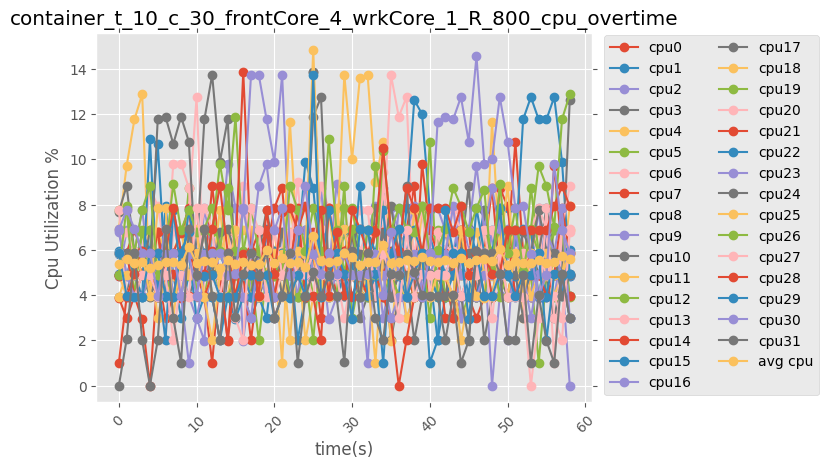 container_t_10_c_30_frontCore_4_wrkCore_1_R_800_cpu_overtime
Cpu Utilization %
14
12
10
8
6
4
2
0
0
10
20
30
40
50
60
time(s)
cpu0
cpu1
cpu2
cpu3
cpu4
cpu5
cpu6
cpu7
cpu8
cpu9
cpu10
cpu11
cpu12
cpu13
cpu14
cpu15
cpu16
cpu17
cpu18
cpu19
cpu20
cpu21
cpu22
cpu23
cpu24
cpu25
cpu26
cpu27
cpu28
cpu29
cpu30
cpu31
avg cpu